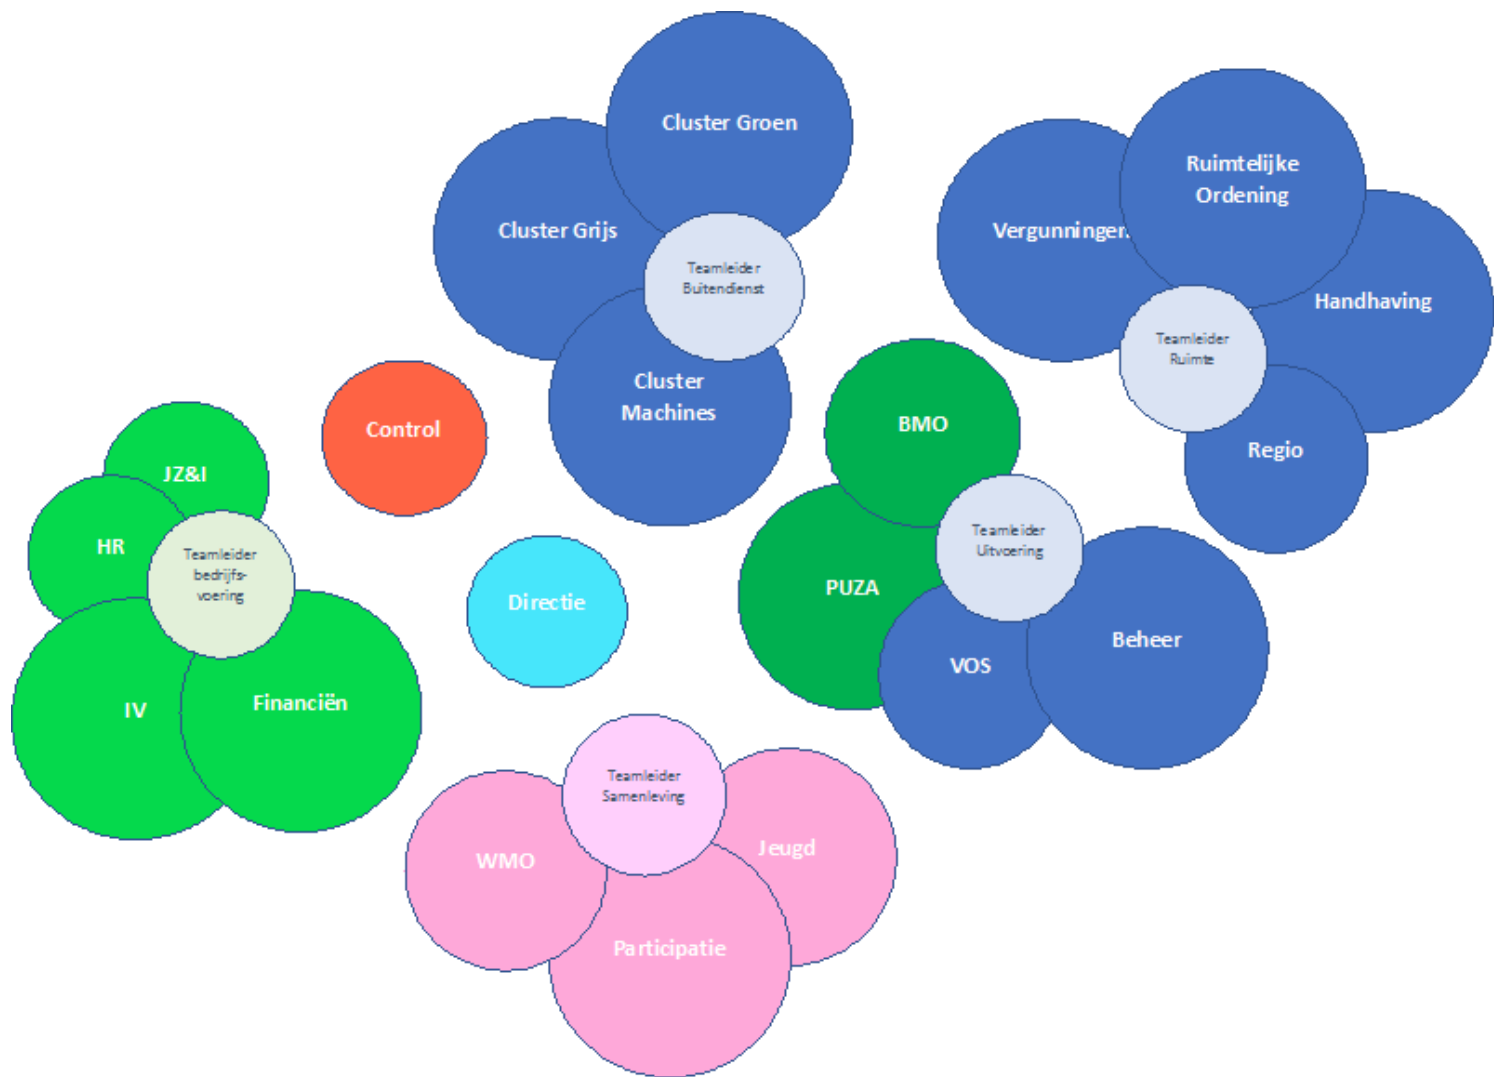 Cluster Groen
Cluster Grijs
Teamleider
Buitendienst
Cluster
Machines
Ruimtelijke
Ordening
Vergunningen
Handhaving
Teamleider
Ruimte
Regio
Control
BMO
Teamleider
Uitvoering
PUZA
VOS
Beheer
JZ&I
HR
Teamleider
bedrijfs-
voering
IV
Financiën
Directie
Teamleider
Samenleving
WMO
Jeugd
Participatie